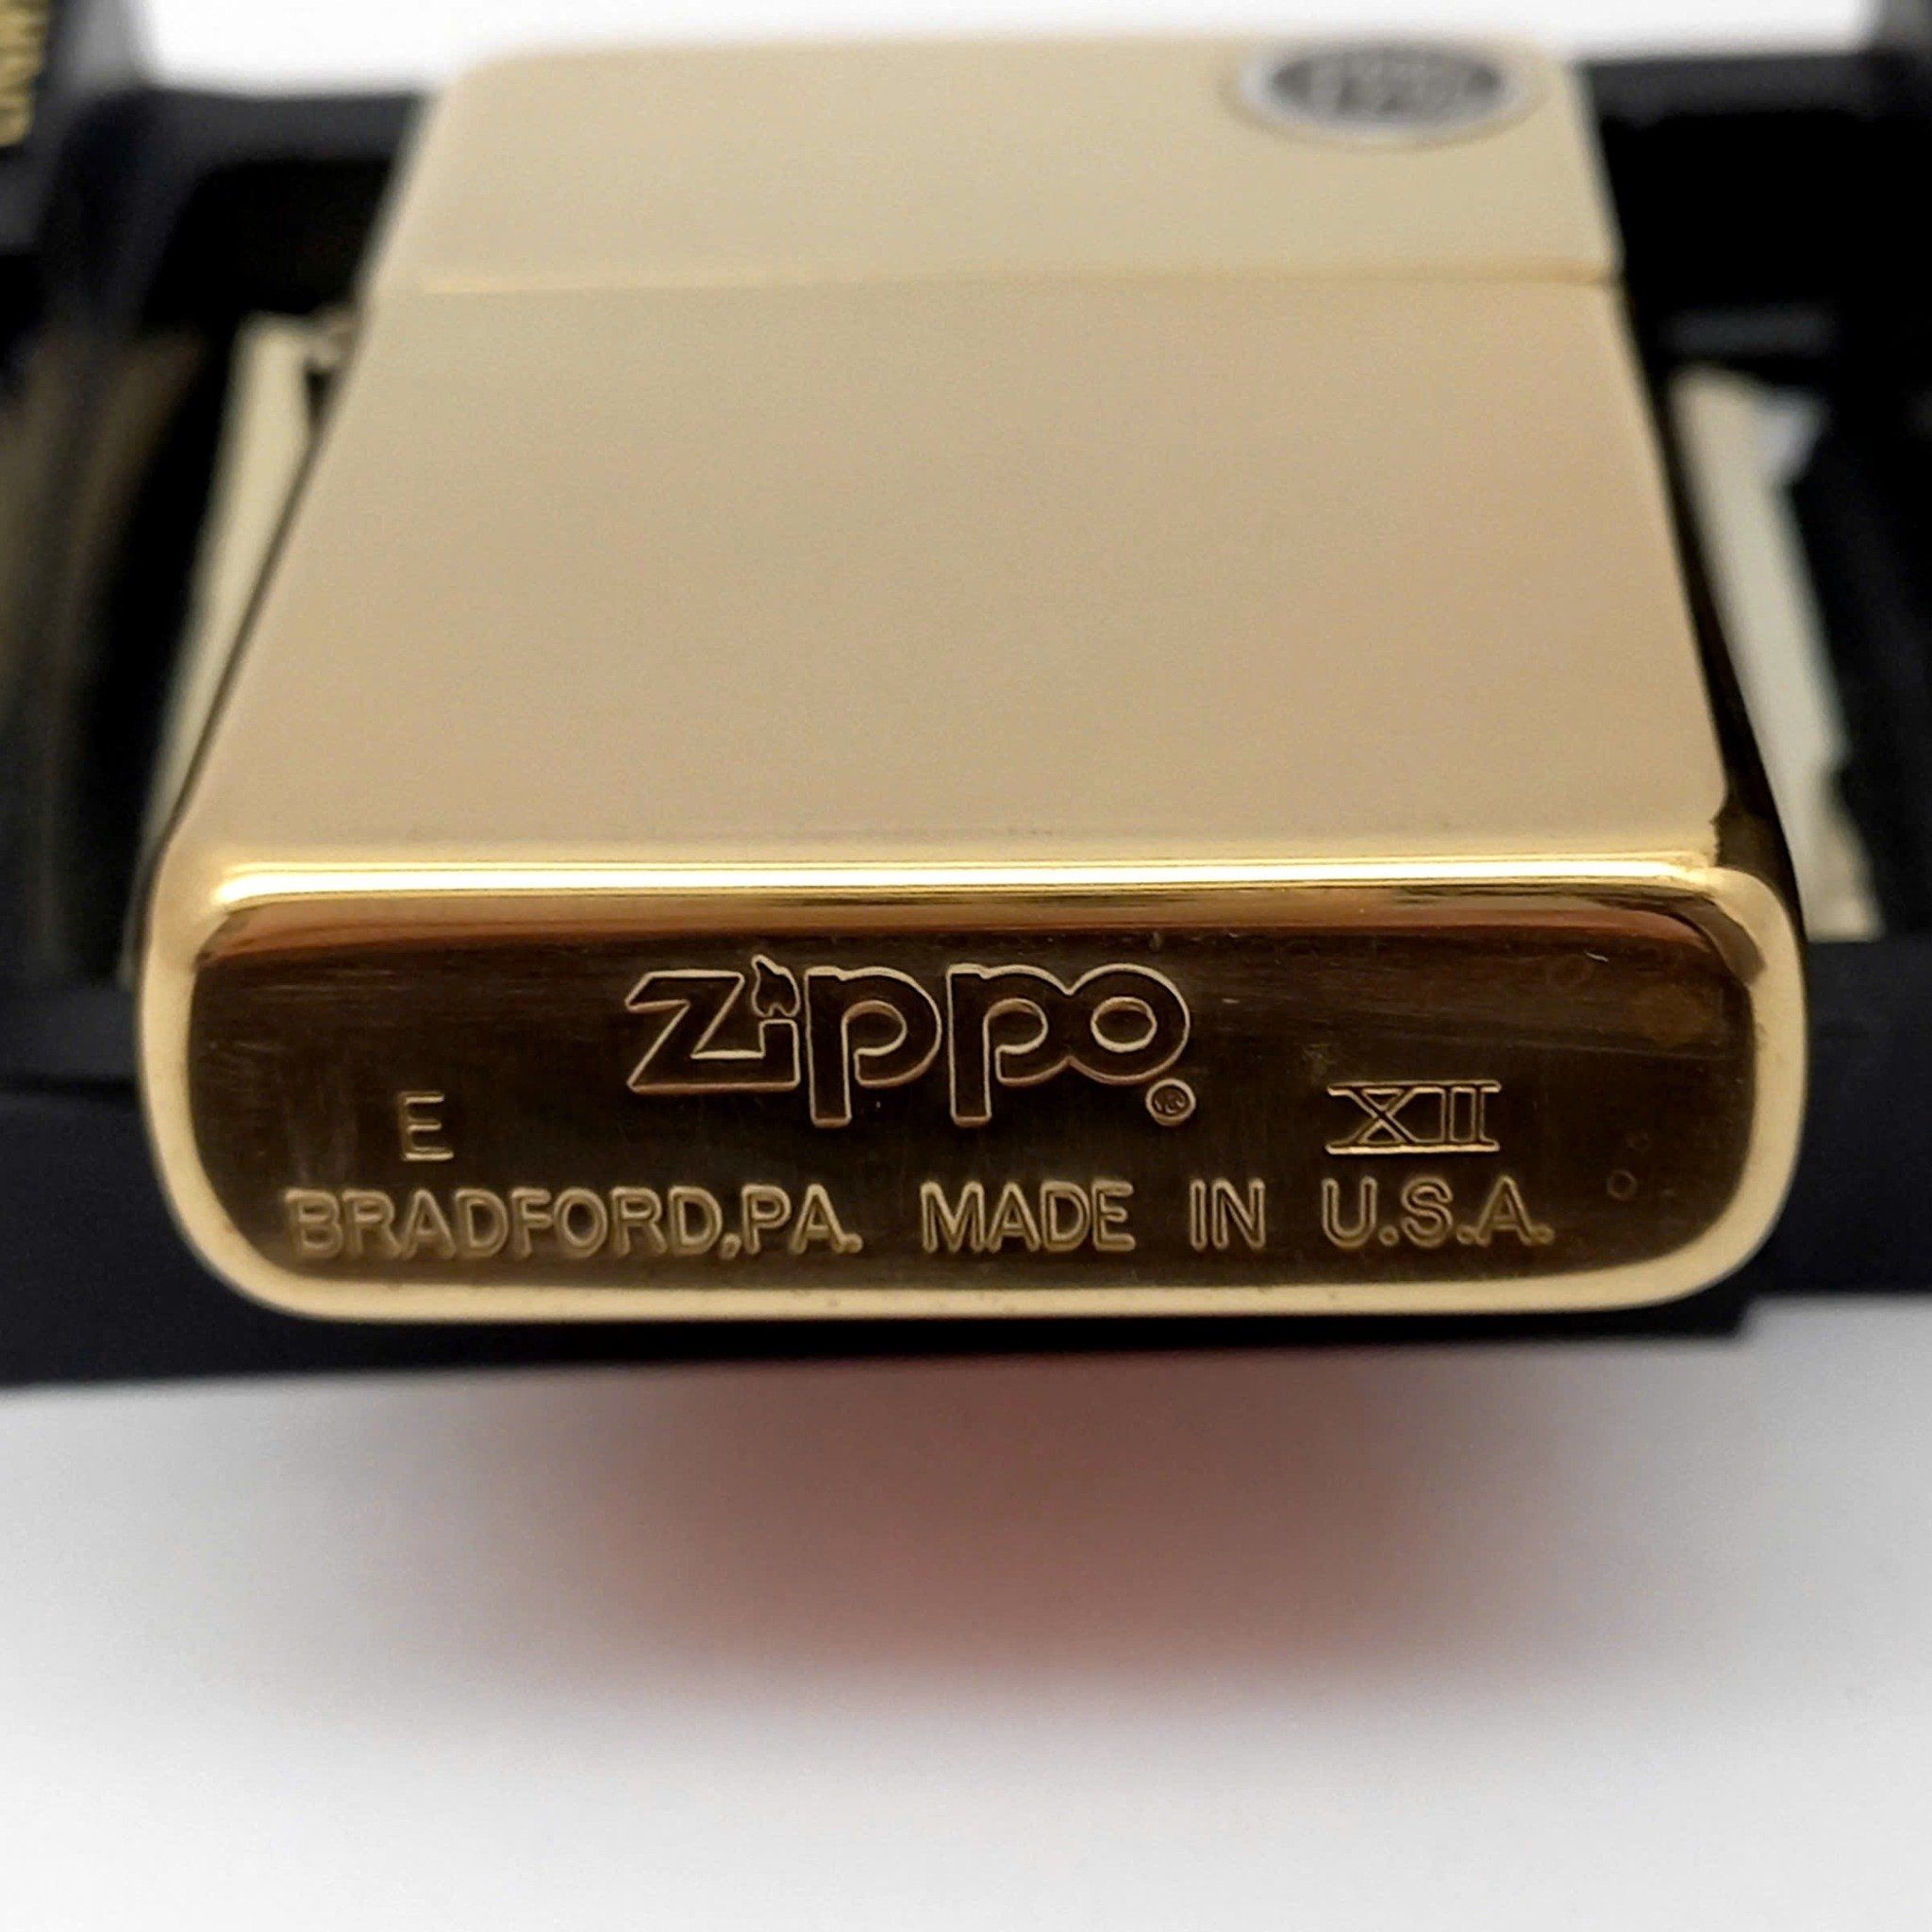 Zippo®
E XII
BRADFORD,PA. MADE IN U.S.A.